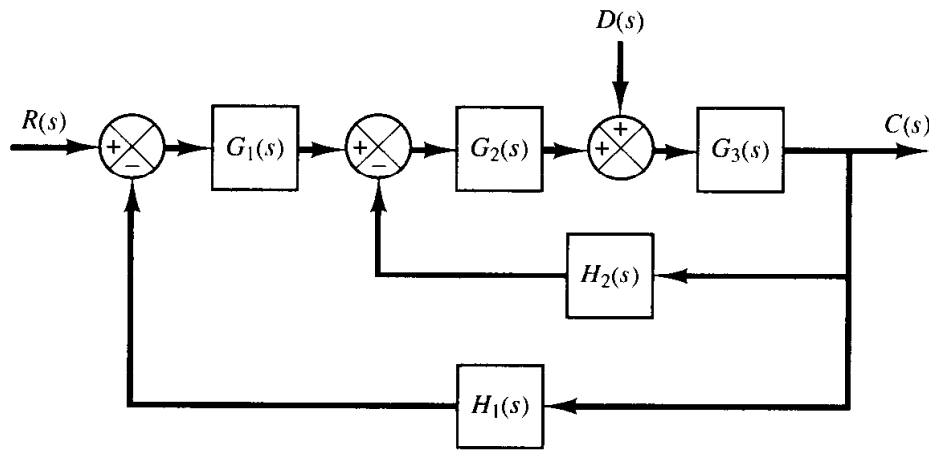 D(s)
R(s)
C(s)
+
−
G₁(s)
+
−
G₂(s)
+
+
G₃(s)
H₂(s)
H₁(s)